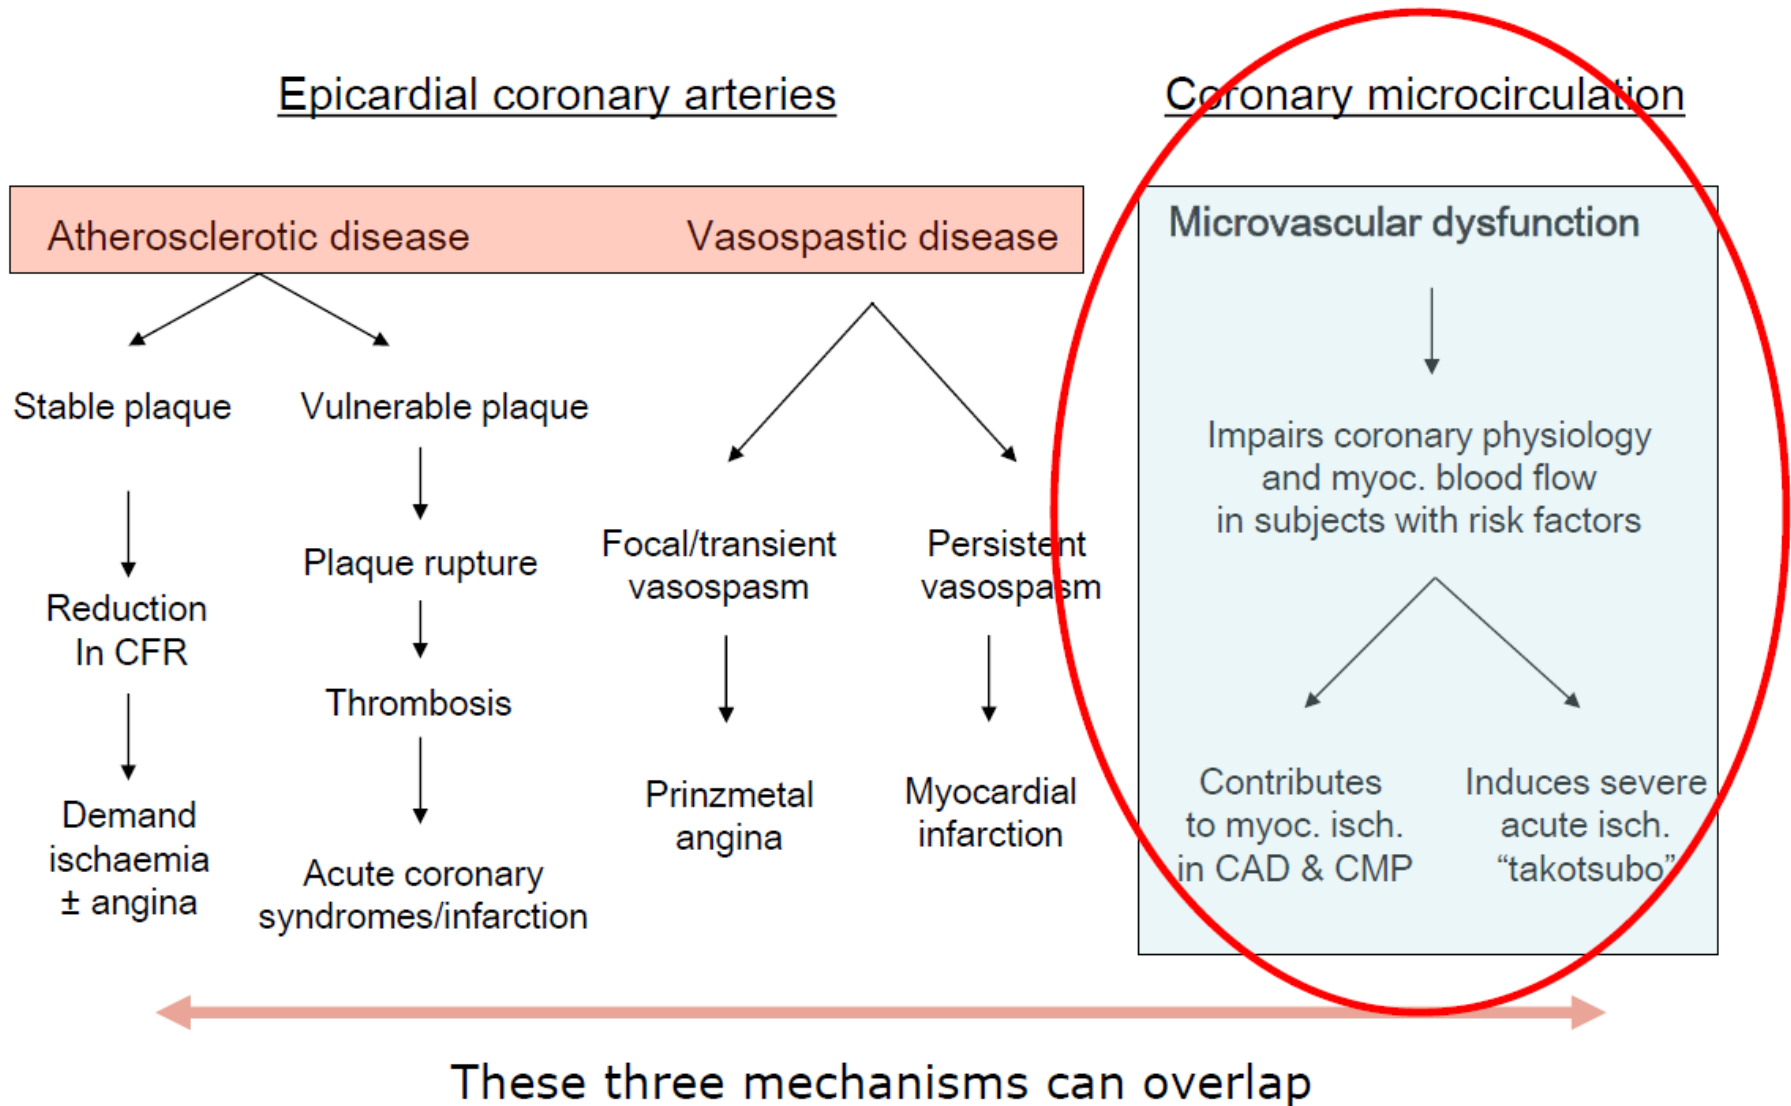 Epicardial coronary arteries
Coronary microcirculation
Atherosclerotic disease
Vasospastic disease
Microvascular dysfunction
Stable plaque
Reduction
In CFR
Demand
ischaemia
± angina
Vulnerable plaque
Plaque rupture
Thrombosis
Acute coronary
syndromes/infarction
Focal/transient
vasospasm
Prinzmetal
angina
Persistent
vasospasm
Myocardial
infarction
Impairs coronary physiology
and myoc. blood flow
in subjects with risk factors
Contributes
to myoc. isch.
in CAD & CMP
Induces severe
acute isch.
“takotsubo”
These three mechanisms can overlap